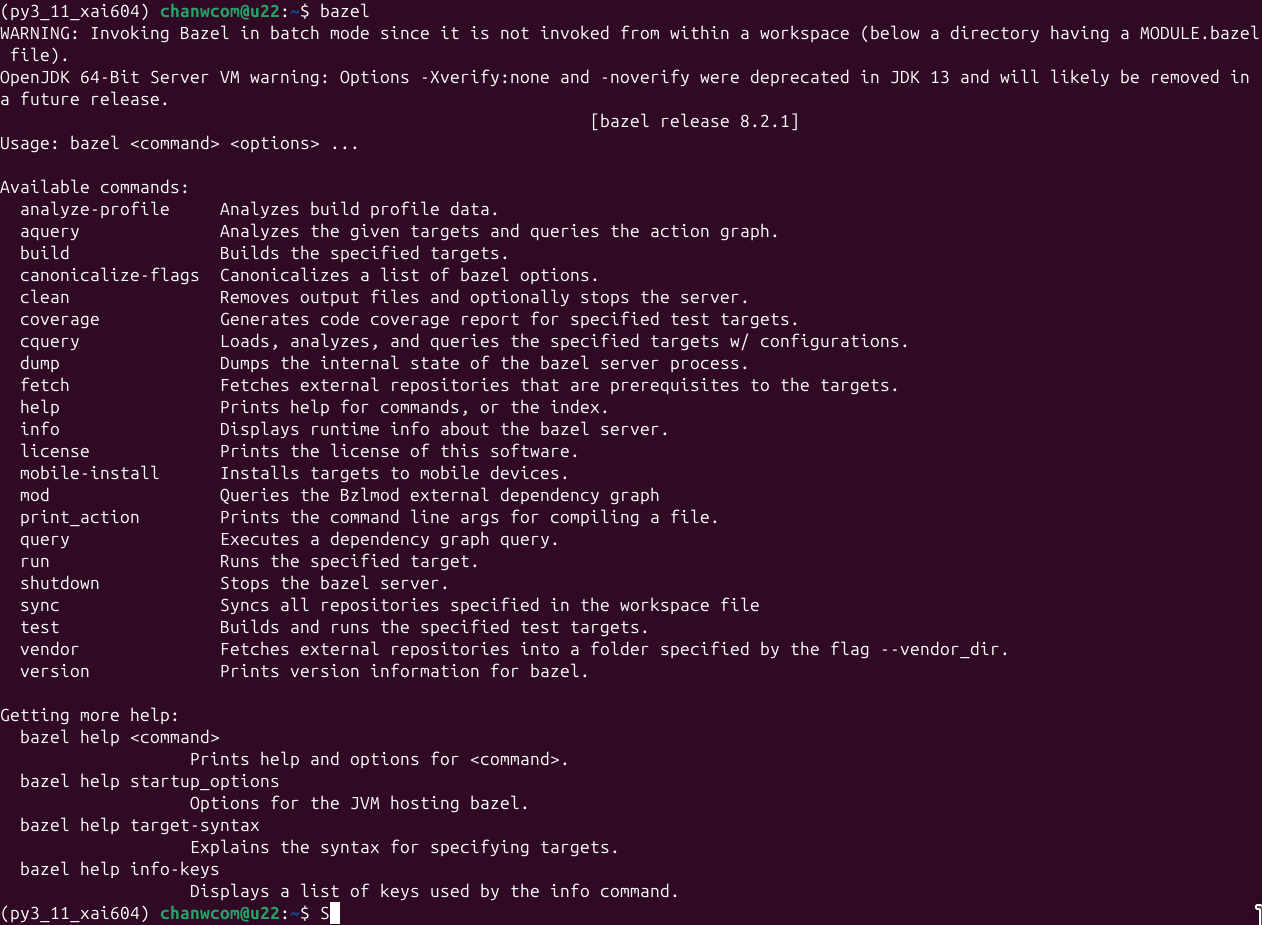 (py3_11_xai604) chanwcom@u22:~$ bazel
WARNING: Invoking Bazel in batch mode since it is not invoked from within a workspace (below a directory having a MODULE.bazel
 file).
OpenJDK 64-Bit Server VM warning: Options -Xverify:none and -noverify were deprecated in JDK 13 and will likely be removed in
a future release.
                                                           [bazel release 8.2.1]
Usage: bazel <command> <options> ...

Available commands:
  analyze-profile     Analyzes build profile data.
  aquery              Analyzes the given targets and queries the action graph.
  build               Builds the specified targets.
  canonicalize-flags  Canonicalizes a list of bazel options.
  clean               Removes output files and optionally stops the server.
  coverage            Generates code coverage report for specified test targets.
  cquery              Loads, analyzes, and queries the specified targets w/ configurations.
  dump                Dumps the internal state of the bazel server process.
  fetch               Fetches external repositories that are prerequisites to the targets.
  help                Prints help for commands, or the index.
  info                Displays runtime info about the bazel server.
  license             Prints the license of this software.
  mobile-install      Installs targets to mobile devices.
  mod                 Queries the Bzlmod external dependency graph
  print_action        Prints the command line args for compiling a file.
  query               Executes a dependency graph query.
  run                 Runs the specified target.
  shutdown            Stops the bazel server.
  sync                Syncs all repositories specified in the workspace file
  test                Builds and runs the specified test targets.
  vendor              Fetches external repositories into a folder specified by the flag --vendor_dir.
  version             Prints version information for bazel.

Getting more help:
  bazel help <command>
                   Prints help and options for <command>.
  bazel help startup_options
                   Options for the JVM hosting bazel.
  bazel help target-syntax
                   Explains the syntax for specifying targets.
  bazel help info-keys
                   Displays a list of keys used by the info command.
(py3_11_xai604) chanwcom@u22:~$ S